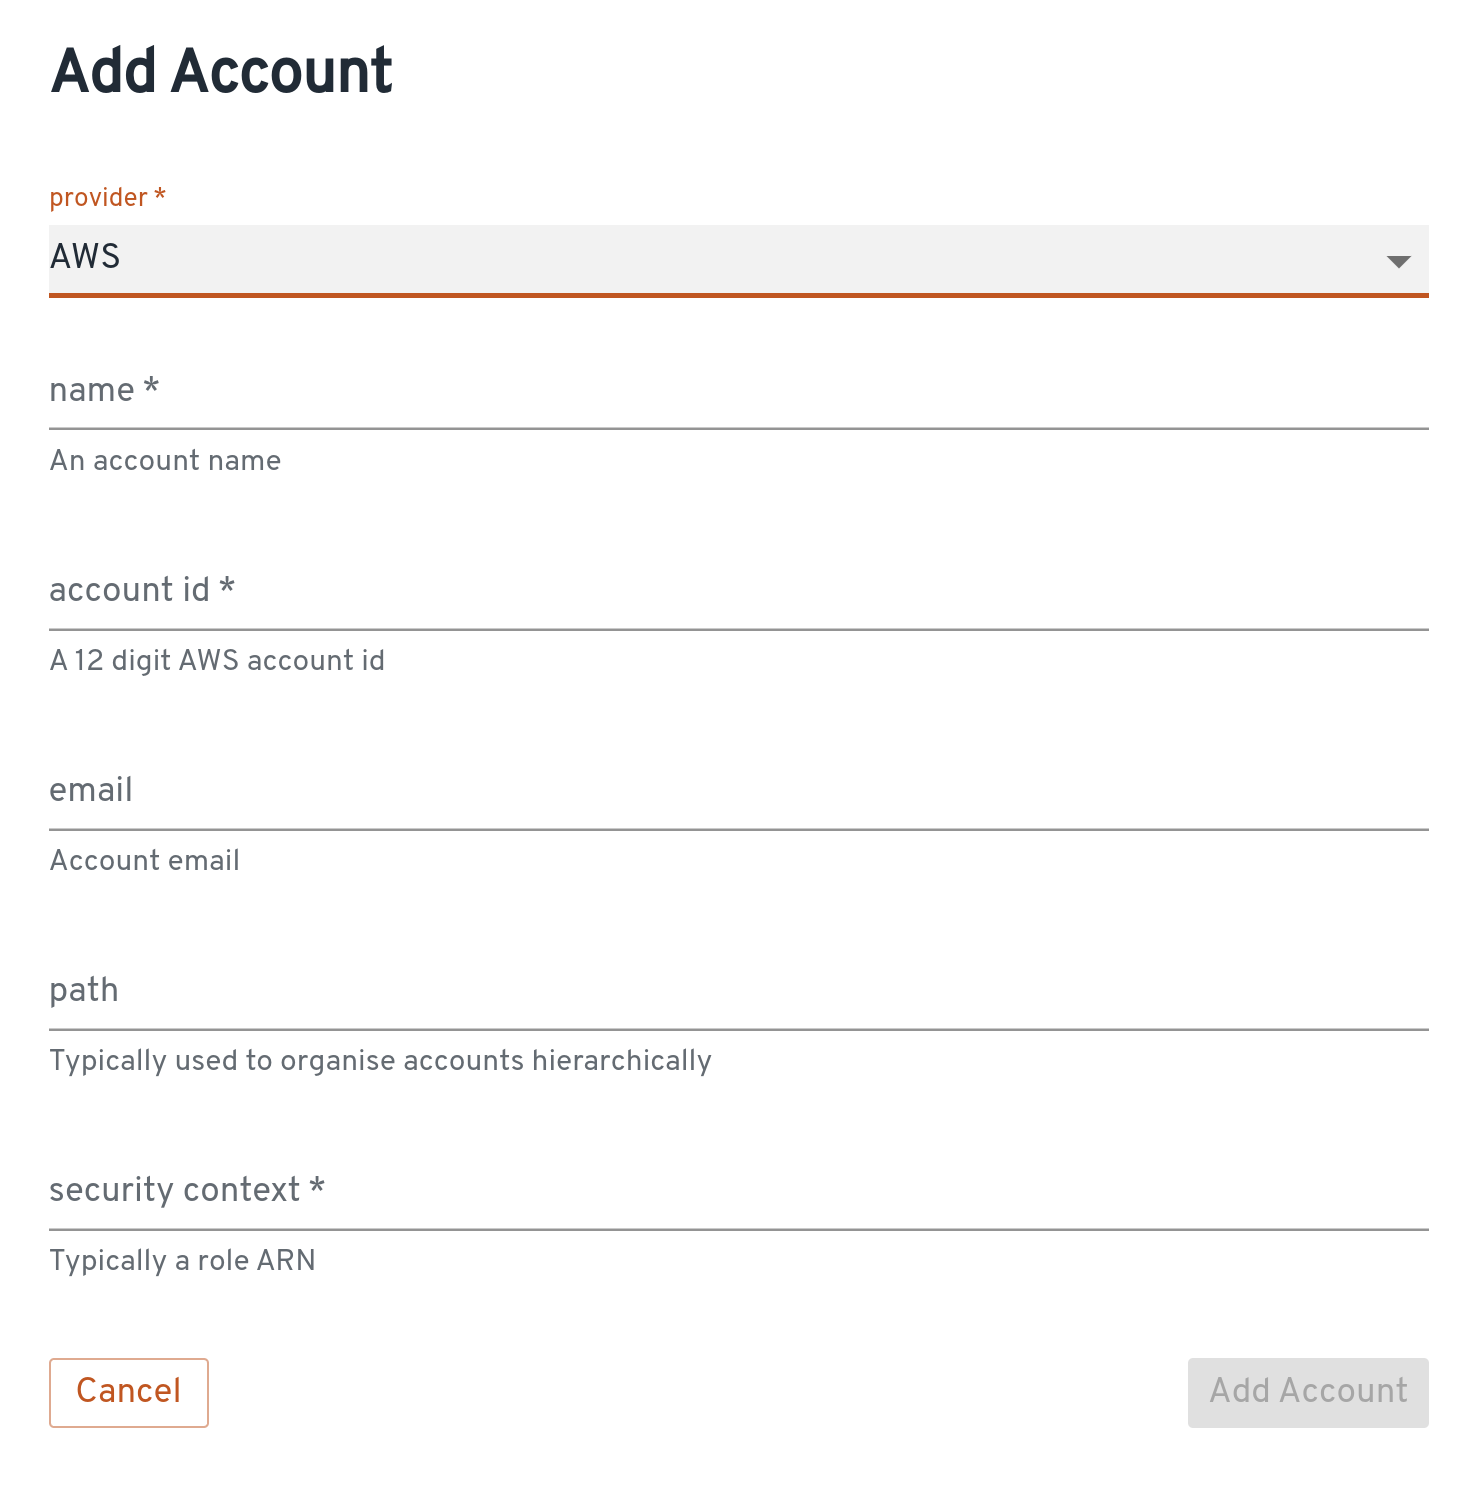 Add Account
provider *
AWS
name *
An account name
account id *
A 12 digit AWS account id
email
Account email
path
Typically used to organise accounts hierarchically
security context *
Typically a role ARN
Cancel
Add Account